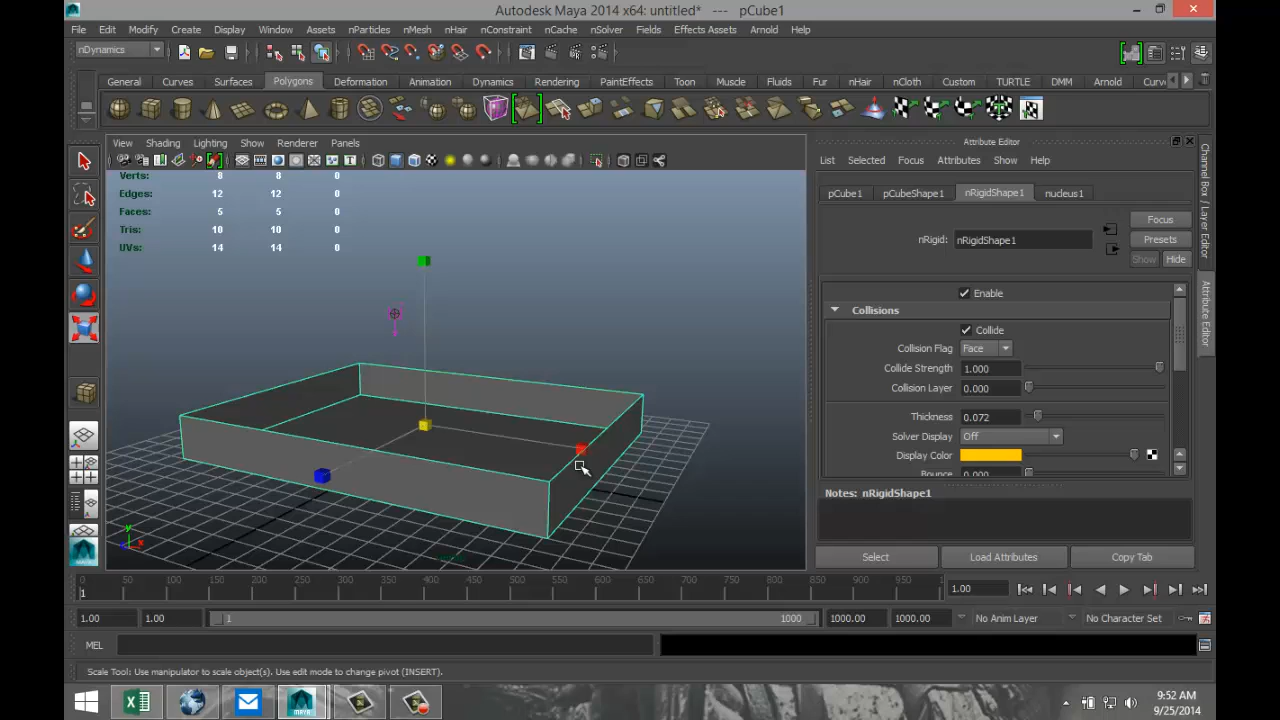 Autodesk Maya 2014 x64: untitled* --- pCube1
File Edit Modify Create Display Window Assets nParticles nMesh nHair nConstraint nCache nSolver Fields Effects Assets Arnold Help
nDynamics
General Curves Surfaces Polygons Deformation Animation Dynamics Rendering PaintEffects Toon Muscle Fluids Fur nHair nCloth Custom TURTLE DMM Arnold Curv
View Shading Lighting Show Renderer Panels
Verts: 8 8 0
Edges: 12 12 0
Faces: 5 5 0
Tris: 10 10 0
UVs: 14 14 0
y
x
Attribute Editor
List Selected Focus Attributes Show Help
pCube1 pCubeShape1 nRigidShape1 nucleus1
nRigid: nRigidShape1
Focus
Presets
Show Hide
Enable
Collisions
Collide
Collision Flag Face
Collide Strength 1.000
Collision Layer 0.000
Thickness 0.072
Solver Display Off
Display Color
Bounce 0.000
Notes: nRigidShape1
Select Load Attributes Copy Tab
Channel Box / Layer Editor
Attribute Editor
0 50 100 150 200 250 300 350 400 450 500 550 600 650 700 750 800 850 900 950 1
1
1.00
1.00 1.00 1 1000 1000.00 1000.00 No Anim Layer No Character Set
MEL
Scale Tool: Use manipulator to scale object(s). Use edit mode to change pivot (INSERT).
9:52 AM
9/25/2014